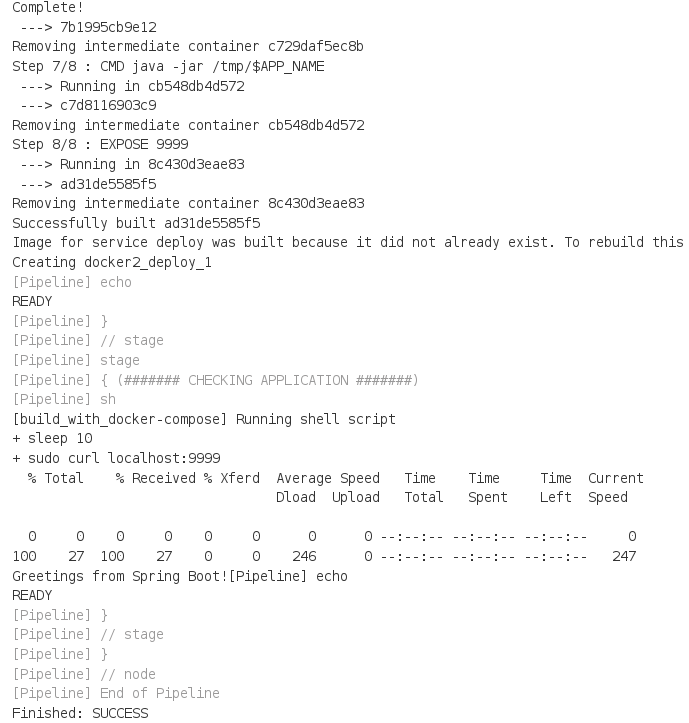 Complete!
 ---> 7b1995cb9e12
Removing intermediate container c729daf5ec8b
Step 7/8 : CMD java -jar /tmp/$APP_NAME
 ---> Running in cb548db4d572
 ---> c7d8116903c9
Removing intermediate container cb548db4d572
Step 8/8 : EXPOSE 9999
 ---> Running in 8c430d3eae83
 ---> ad31de5585f5
Removing intermediate container 8c430d3eae83
Successfully built ad31de5585f5
Image for service deploy was built because it did not already exist. To rebuild this
Creating docker2_deploy_1
[Pipeline] echo
READY
[Pipeline] }
[Pipeline] // stage
[Pipeline] stage
[Pipeline] { (####### CHECKING APPLICATION #######)
[Pipeline] sh
[build_with_docker-compose] Running shell script
+ sleep 10
+ sudo curl localhost:9999
  % Total    % Received % Xferd  Average Speed   Time    Time     Time  Current
                                 Dload  Upload   Total   Spent    Left  Speed
  0     0    0     0    0     0      0      0 --:--:-- --:--:-- --:--:--     0
100    27  100    27    0     0    246      0 --:--:-- --:--:-- --:--:--   247
Greetings from Spring Boot![Pipeline] echo
READY
[Pipeline] }
[Pipeline] // stage
[Pipeline] }
[Pipeline] // node
[Pipeline] End of Pipeline
Finished: SUCCESS